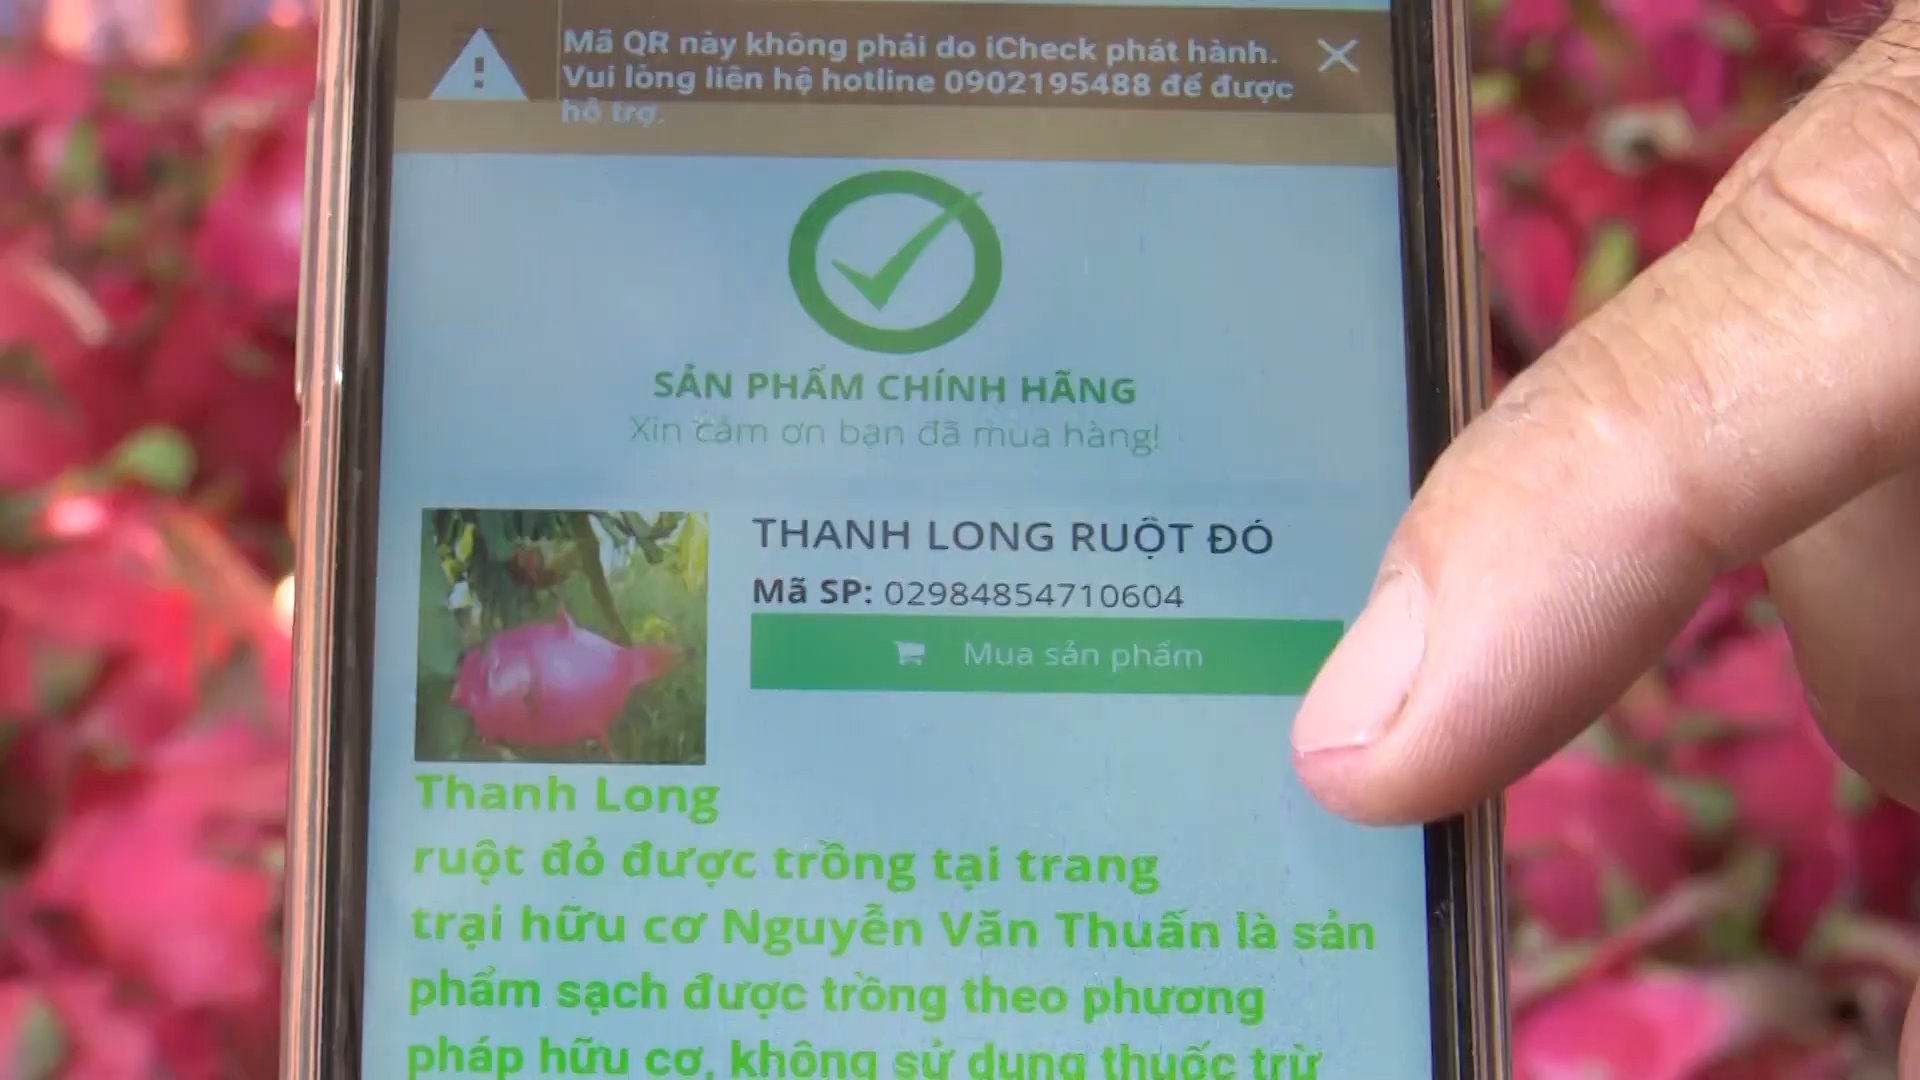 Mã QR này không phải do iCheck phát hành.
Vui lòng liên hệ hotline 0902195488 để được
hỗ trợ.
SẢN PHẨM CHÍNH HÃNG
Xin cảm ơn bạn đã mua hàng!
THANH LONG RUỘT ĐỎ
Mã SP: 02984854710604
Mua sản phẩm
Thanh Long
ruột đỏ được trồng tại trang
trại hữu cơ Nguyễn Văn Thuấn là sản
phẩm sạch được trồng theo phương
pháp hữu cơ, không sử dụng thuốc trừ